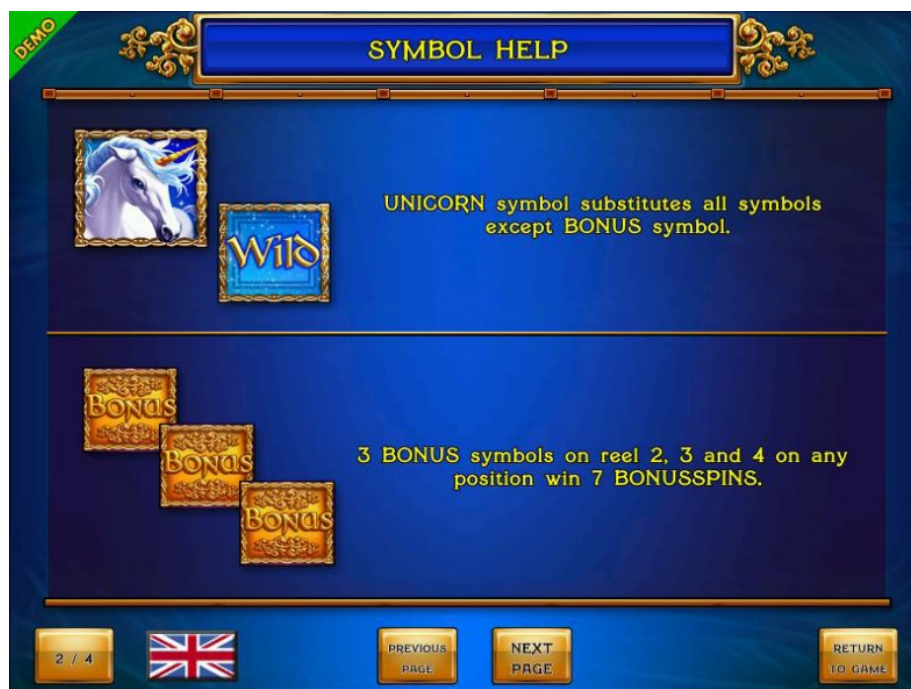 DEMO
SYMBOL HELP
Wild
UNICORN symbol substitutes all symbols
except BONUS symbol.
BONUS
BONUS
BONUS
3 BONUS symbols on reel 2, 3 and 4 on any
position win 7 BONUSSPINS.
2 / 4
PREVIOUS
PAGE
NEXT
PAGE
RETURN
TO GAME